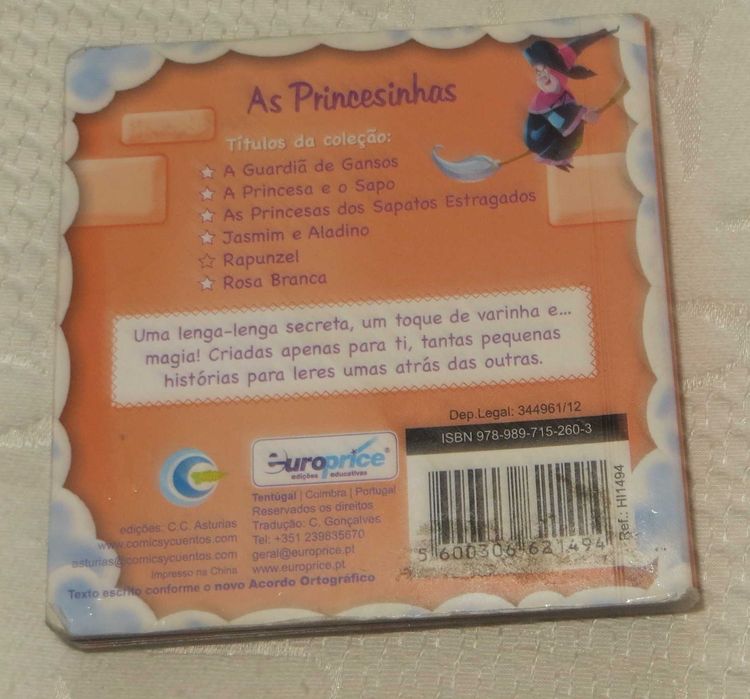 As Princesinhas
Títulos da coleção:
A Guardiã de Gansos
A Princesa e o Sapo
As Princesas dos Sapatos Estragados
Jasmim e Aladino
Rapunzel
Rosa Branca
Uma lenga-lenga secreta, um toque de varinha e...
magia! Criadas apenas para ti, tantas pequenas
histórias para leres umas atrás das outras.
Dep.Legal: 344961/12
ISBN 978-989-715-260-3
europrice
edições educativas
Tentúgal | Coimbra | Portugal
Reservados os direitos
Tradução: C. Gonçalves
Tel: +351 239835670
geral@europrice.pt
www.europrice.pt
edições: C.C. Asturias
www.comicsycuentos.com
asturias@comicsycuentos.com
Impresso na China
Texto escrito conforme o novo Acordo Ortográfico
5 600306 621494
Ref.: HI1494